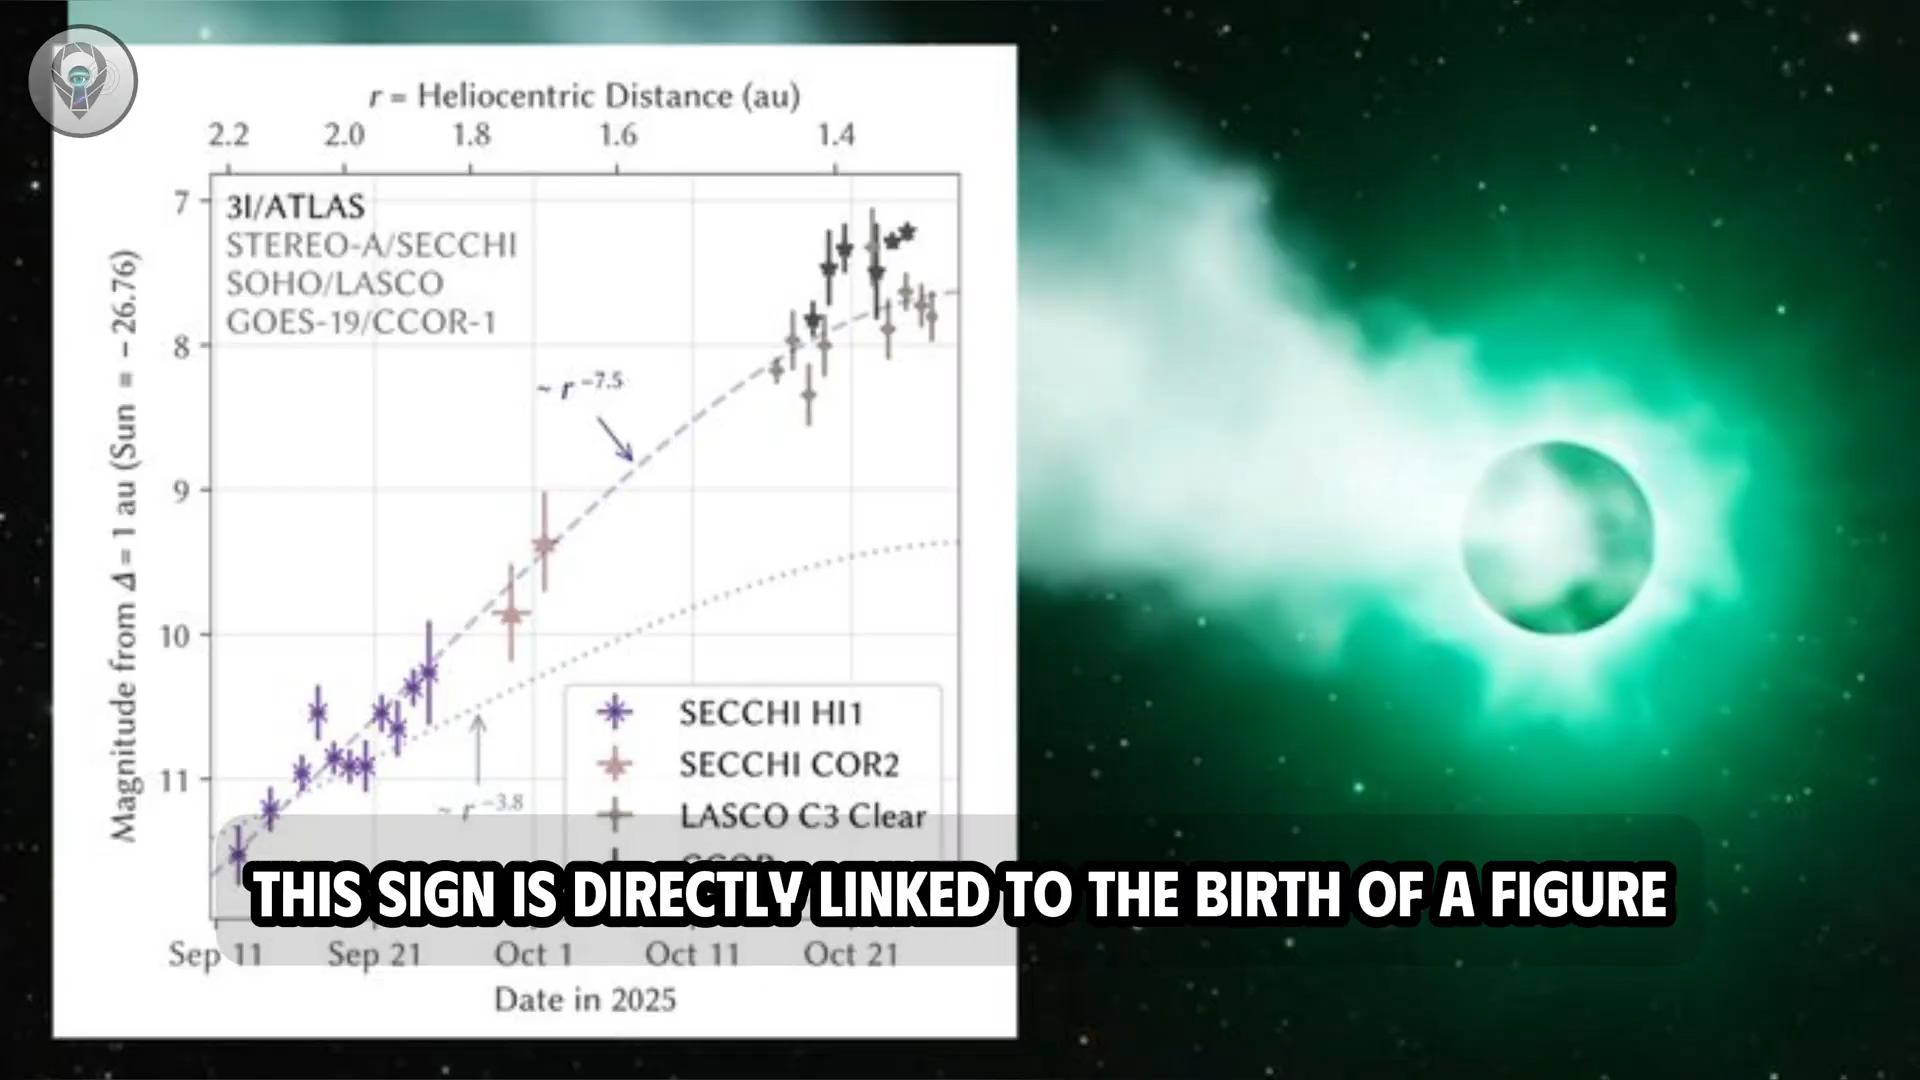 r = Heliocentric Distance (au)
2.2 2.0 1.8 1.6 1.4
3I/ATLAS
STEREO-A/SECCHI
SOHO/LASCO
GOES-19/CCOR-1
Magnitude from Δ = 1 au (Sun = −26.76)
7
8
9
10
11
~ r −7.5
~ r −3.8
SECCHI HI1
SECCHI COR2
LASCO C3 Clear
THIS SIGN IS DIRECTLY LINKED TO THE BIRTH OF A FIGURE
Sep 11 Sep 21 Oct 1 Oct 11 Oct 21
Date in 2025